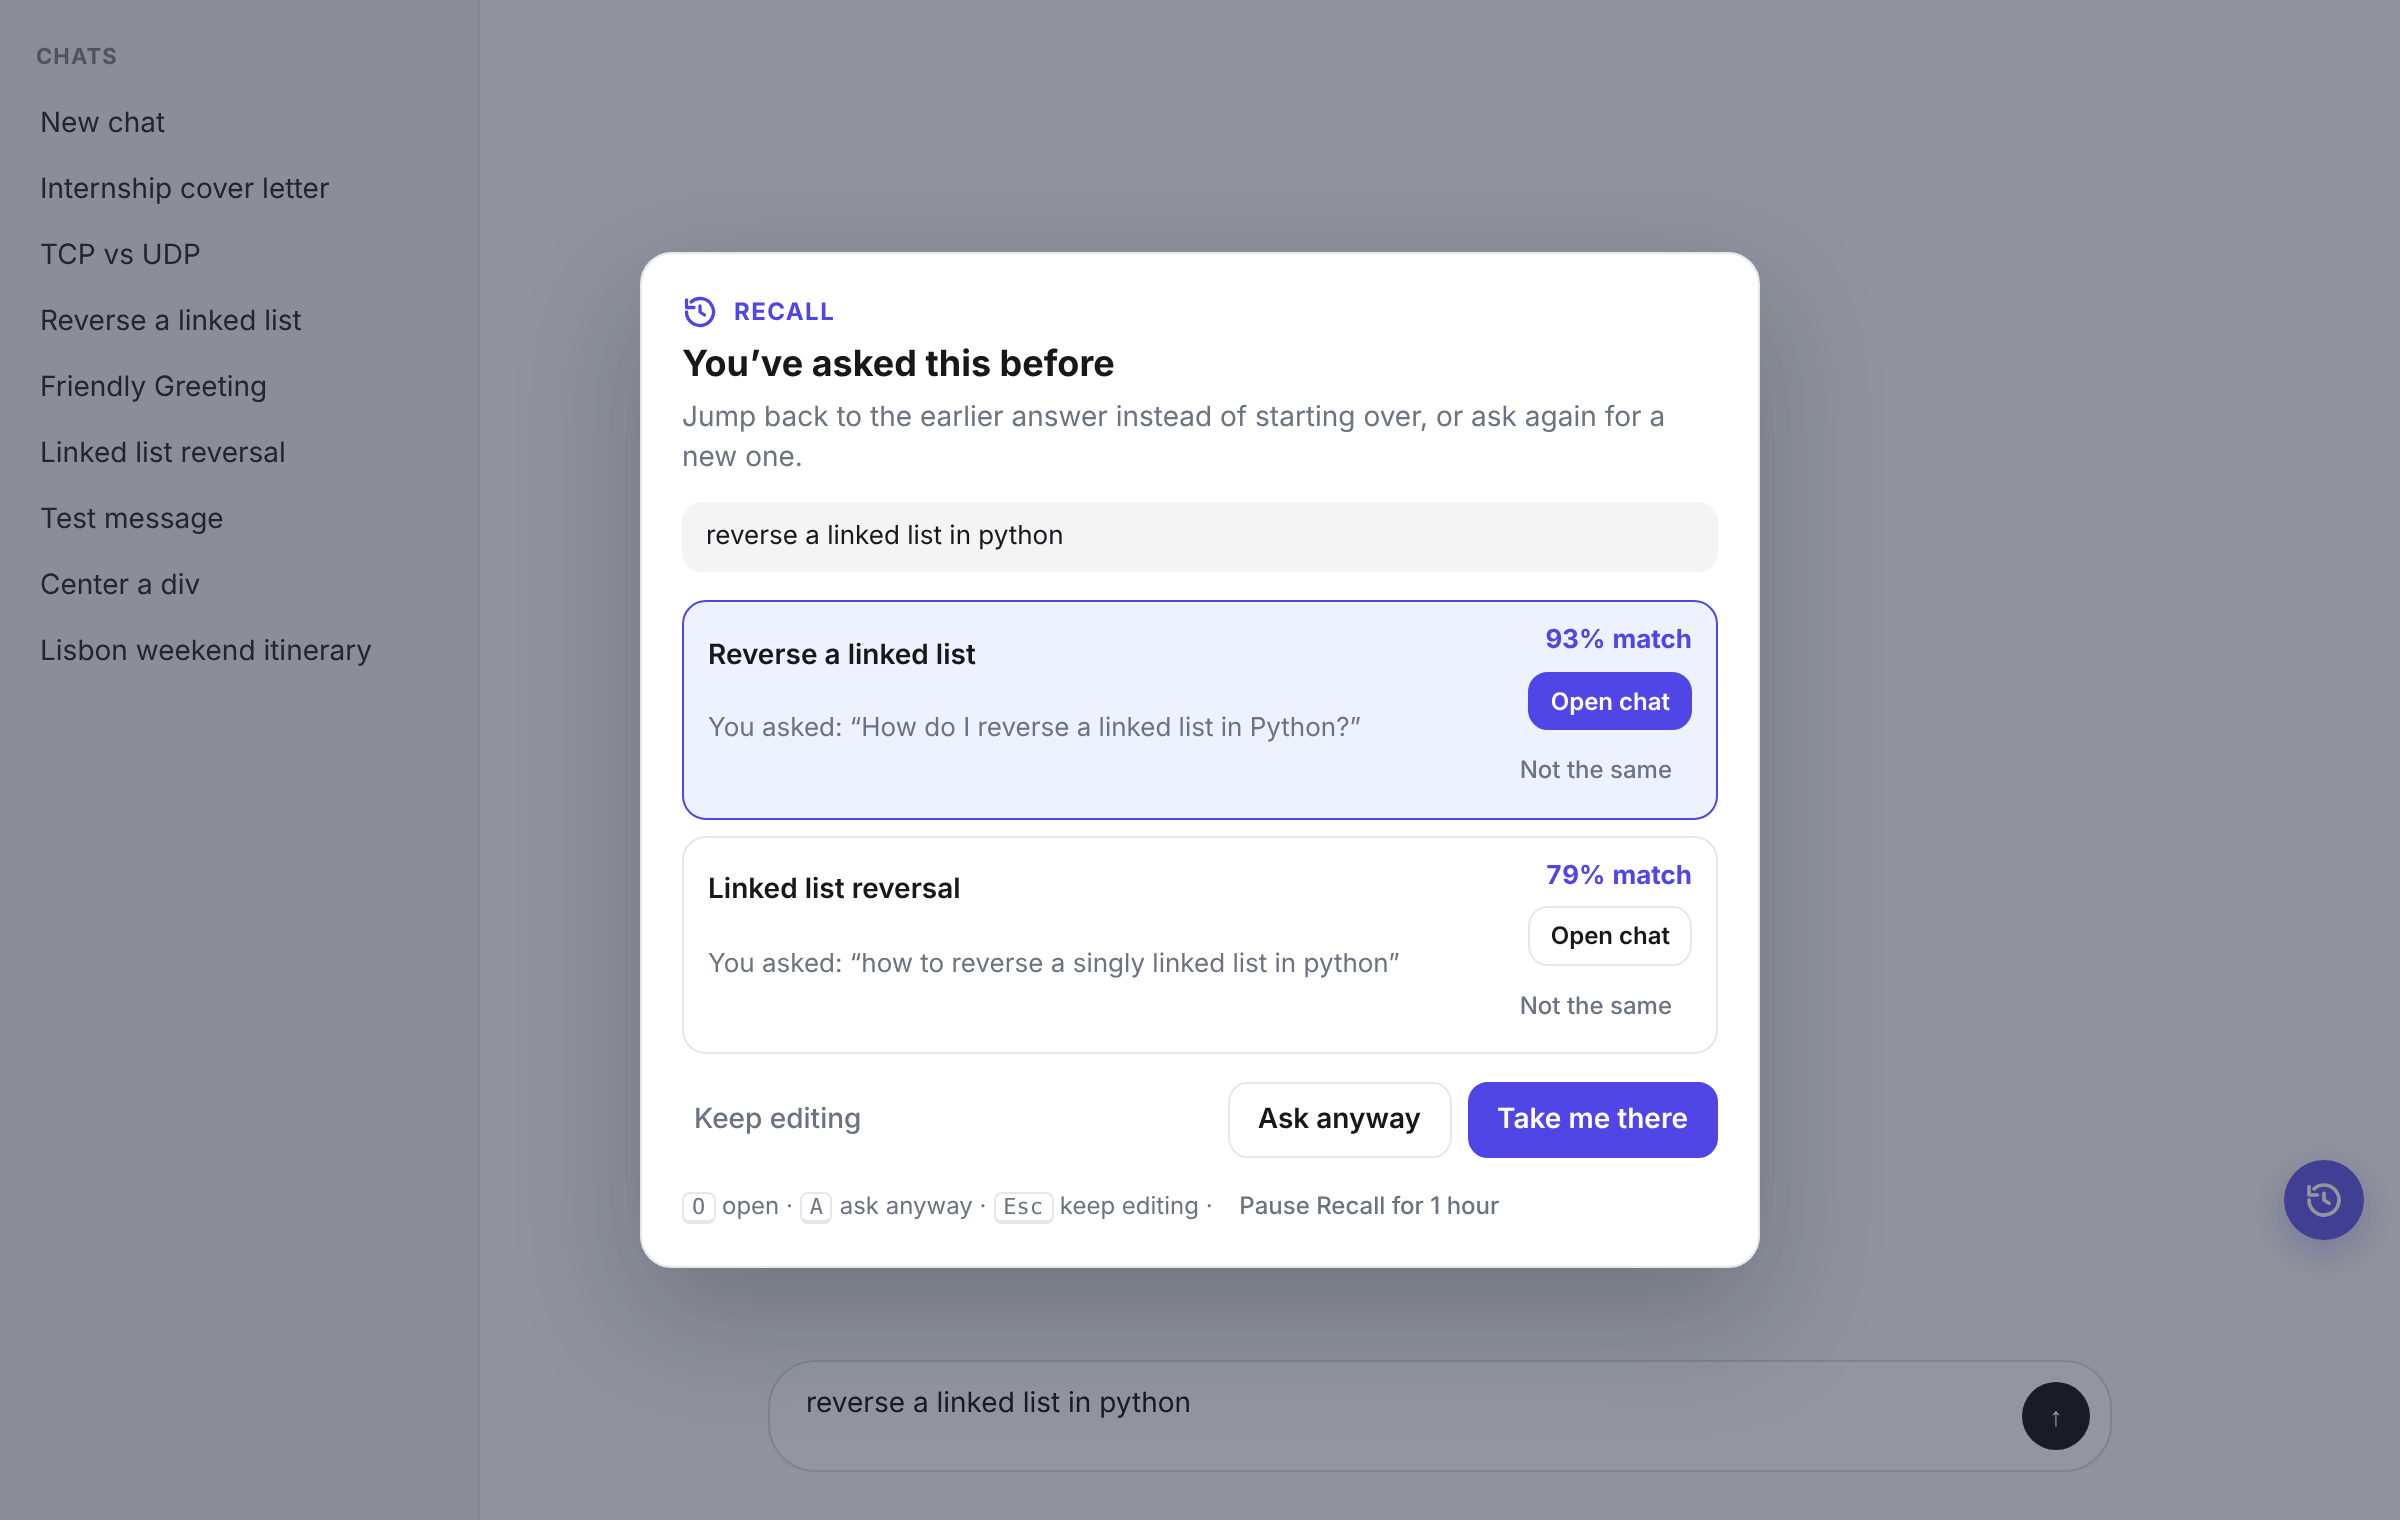 CHATS
New chat
Internship cover letter
TCP vs UDP
Reverse a linked list
Friendly Greeting
Linked list reversal
Test message
Center a div
Lisbon weekend itinerary
RECALL
You’ve asked this before
Jump back to the earlier answer instead of starting over, or ask again for a
new one.
reverse a linked list in python
Reverse a linked list
93% match
Open chat
You asked: “How do I reverse a linked list in Python?”
Not the same
Linked list reversal
79% match
Open chat
You asked: “how to reverse a singly linked list in python”
Not the same
Keep editing
Ask anyway
Take me there
O open · A ask anyway · Esc keep editing · Pause Recall for 1 hour
reverse a linked list in python
↑